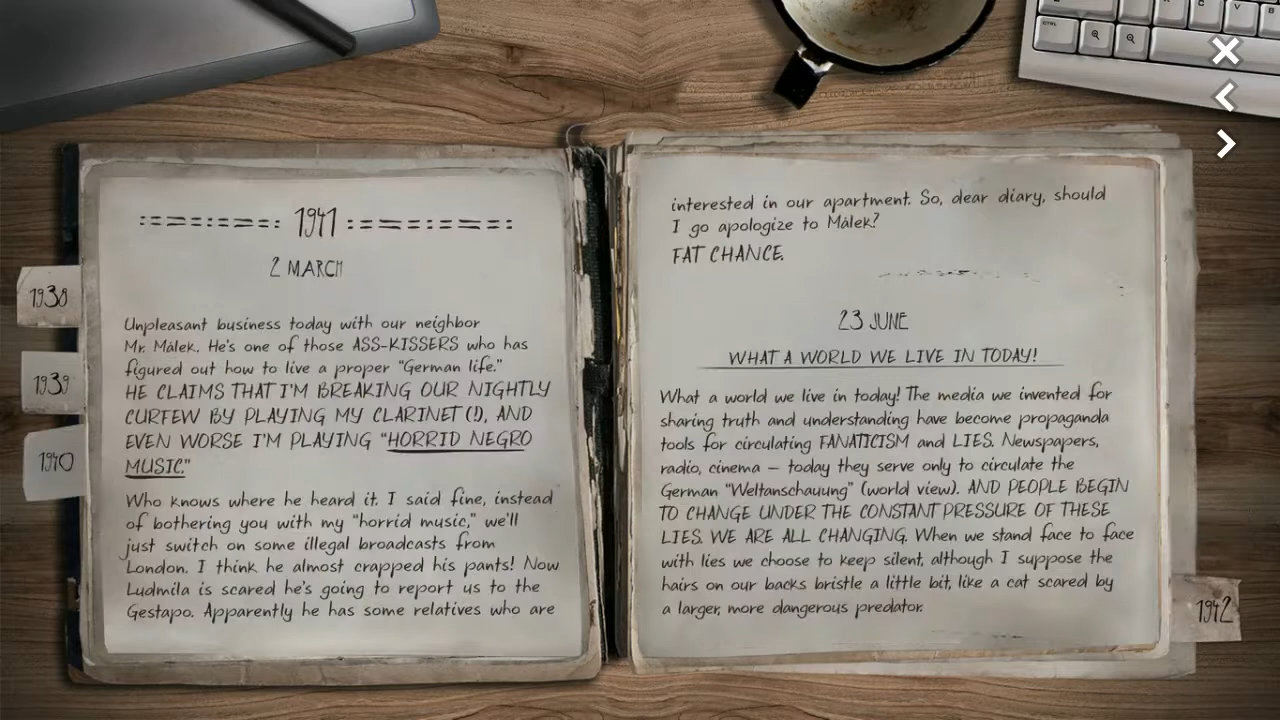 1941
2 MARCH
Unpleasant business today with our neighbor
Mr. Málek. He's one of those ASS-KISSERS who has
figured out how to live a proper "German life."
HE CLAIMS THAT I'M BREAKING OUR NIGHTLY
CURFEW BY PLAYING MY CLARINET (!), AND
EVEN WORSE I'M PLAYING "HORRID NEGRO
MUSIC."
Who knows where he heard it. I said fine, instead
of bothering you with my "horrid music," we'll
just switch on some illegal broadcasts from
London. I think he almost crapped his pants! Now
Ludmila is scared he's going to report us to the
Gestapo. Apparently he has some relatives who are
1938
1939
1940
interested in our apartment. So, dear diary, should
I go apologize to Málek?
FAT CHANCE.
23 JUNE
WHAT A WORLD WE LIVE IN TODAY!
What a world we live in today! The media we invented for
sharing truth and understanding have become propaganda
tools for circulating FANATICISM and LIES. Newspapers,
radio, cinema – today they serve only to circulate the
German "Weltanschauung" (world view). AND PEOPLE BEGIN
TO CHANGE UNDER THE CONSTANT PRESSURE OF THESE
LIES. WE ARE ALL CHANGING. When we stand face to face
with lies we choose to keep silent, although I suppose the
hairs on our backs bristle a little bit, like a cat scared by
a larger, more dangerous predator.
1942
CTRL
X
C
V
B